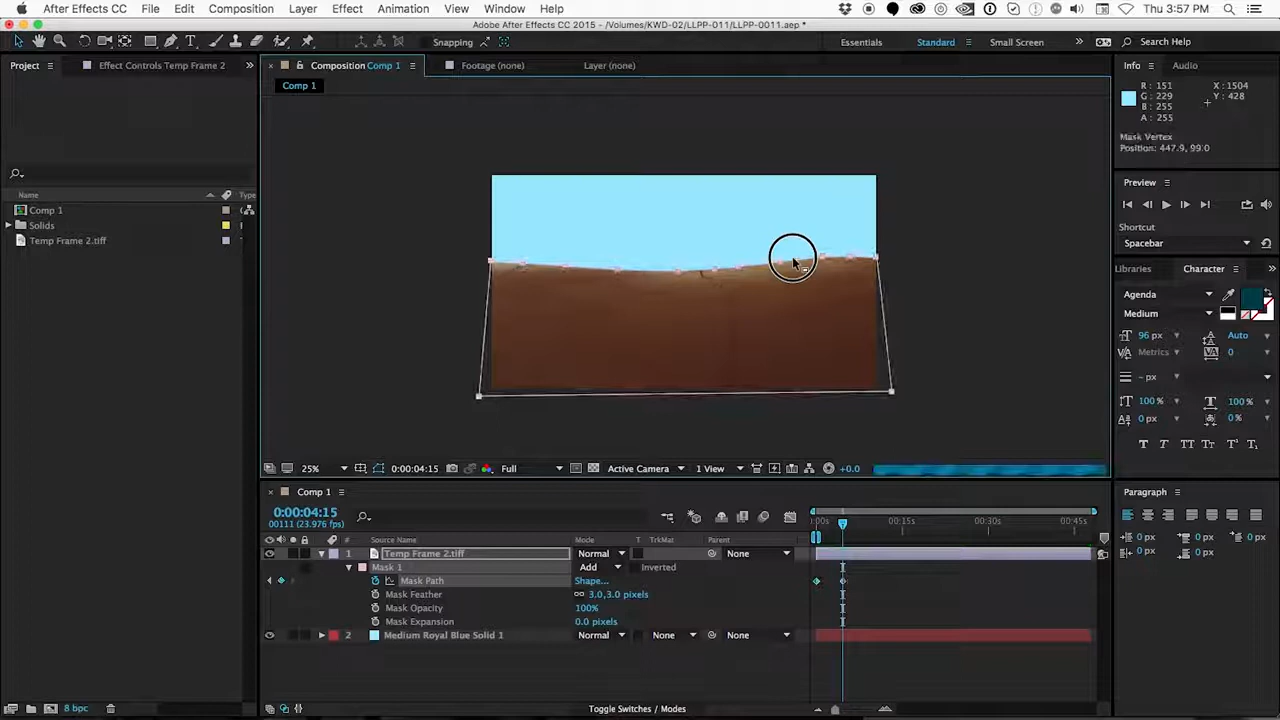 After Effects CC File Edit Composition Layer Effect Animation View Window Help Thu 3:57 PM
Adobe After Effects CC 2015 - /Volumes/KWD-02/LLPP-011/LLPP-0011.aep *
Snapping Essentials Standard Small Screen Search Help
Project Effect Controls Temp Frame 2
Composition Comp 1 Footage (none) Layer (none)
Comp 1
Info Audio
R : 151 X : 1504
G : 229 Y : 428
B : 255
A : 255
Mask Vertex
Position: 447.9, 99.0
Name Type
Comp 1
Solids
Temp Frame 2.tiff
Preview
Shortcut
Spacebar
Libraries Character
Agenda
Medium
96 px Auto
Metrics 0
- px
100 % 100 %
0 px 0 %
T T TT Tt T¹ T₁
25% 0:00:04:15 Full Active Camera 1 View +0.0
Comp 1
0:00:04:15
00111 (23.976 fps)
:00s 00:15s 00:30s 00:45s
# Source Name Mode T TrkMat Parent
1 Temp Frame 2.tiff Normal None
Mask 1 Add Inverted
Mask Path Shape...
Mask Feather 3.0,3.0 pixels
Mask Opacity 100%
Mask Expansion 0.0 pixels
2 Medium Royal Blue Solid 1 Normal None None
Paragraph
0 px 0 px 0 px
0 px 0 px
8 bpc Toggle Switches / Modes